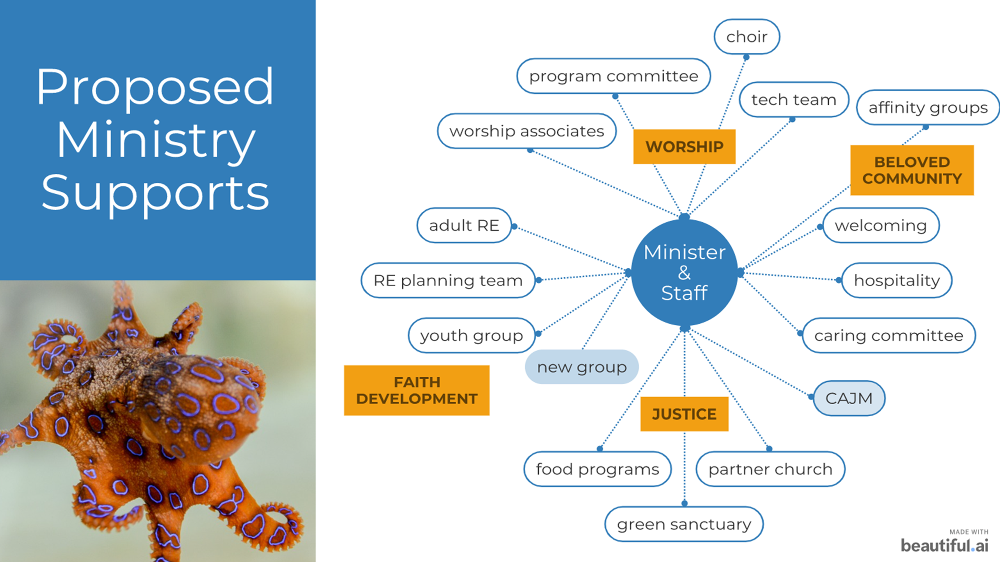 Proposed
Ministry
Supports
choir
program committee
tech team
affinity groups
worship associates
WORSHIP
BELOVED
COMMUNITY
adult RE
welcoming
Minister
&
Staff
RE planning team
hospitality
youth group
caring committee
new group
FAITH
DEVELOPMENT
CAJM
JUSTICE
food programs
partner church
green sanctuary
MADE WITH
beautiful.ai